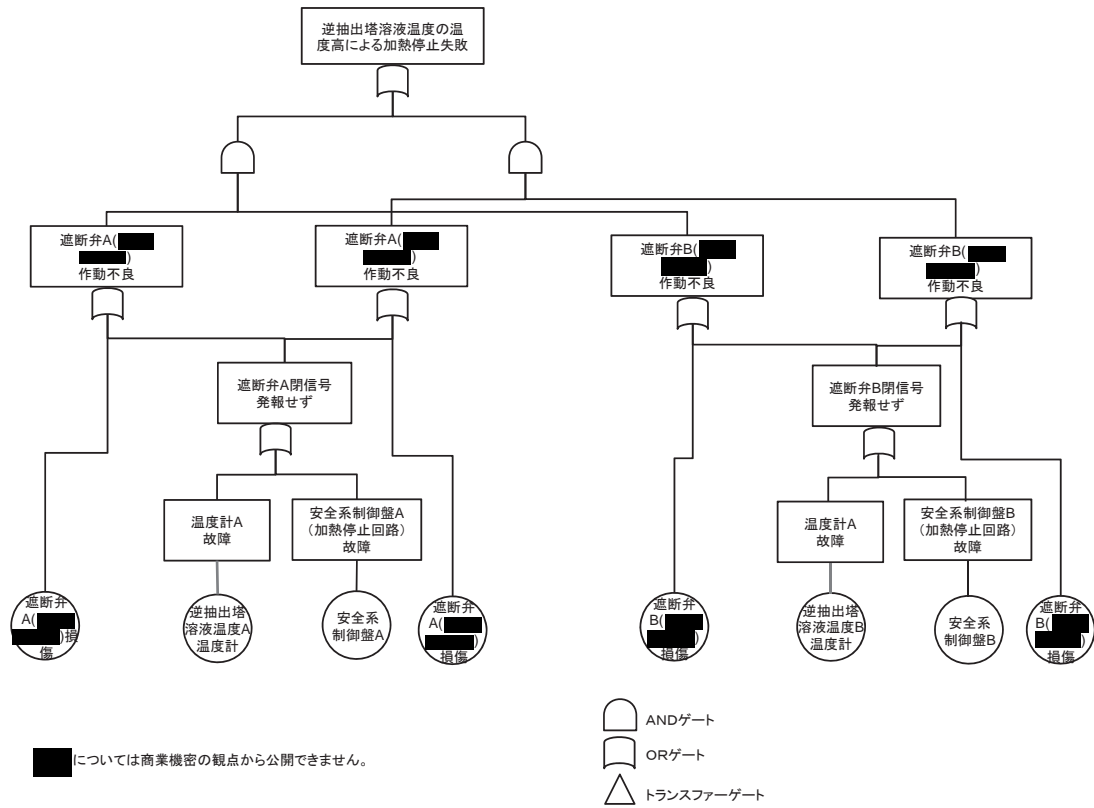 逆抽出塔溶液温度の温
度高による加熱停止失敗
遮断弁A(
)
作動不良
遮断弁A(
)
作動不良
遮断弁B(
)
作動不良
遮断弁B(
)
作動不良
遮断弁A閉信号
発報せず
遮断弁B閉信号
発報せず
温度計A
故障
安全系制御盤A
（加熱停止回路）
故障
温度計A
故障
安全系制御盤B
（加熱停止回路）
故障
遮断弁
A(
)損
傷
逆抽出塔
溶液温度A
温度計
安全系
制御盤A
遮断弁
A(
)
損傷
遮断弁
B(
)
損傷
逆抽出塔
溶液温度B
温度計
安全系
制御盤B
遮断弁
B(
)
損傷
ANDゲート
ORゲート
トランスファーゲート
については商業機密の観点から公開できません。